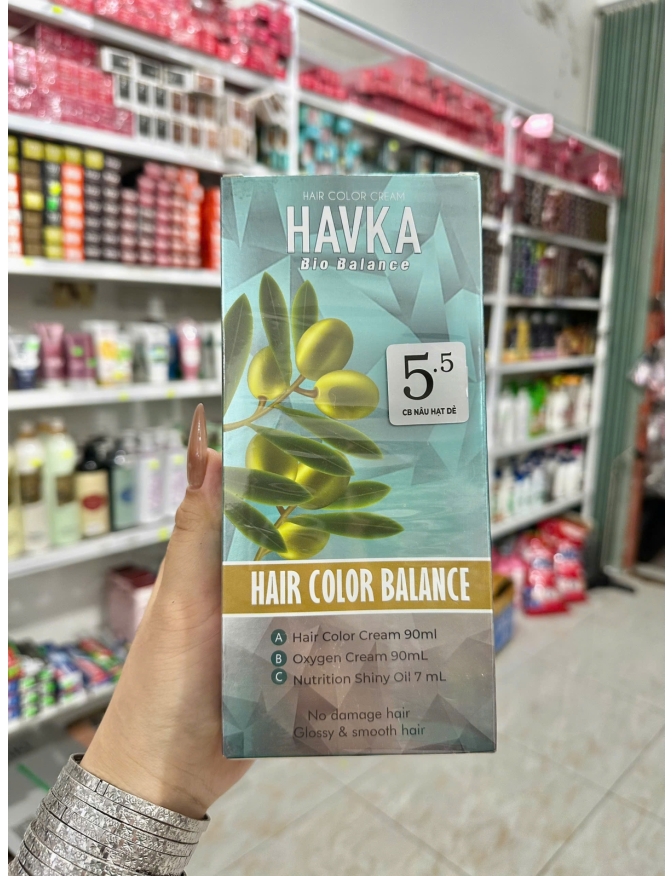 HAIR COLOR CREAM
HAVKA
Bio Balance
5.5
CB NÂU HẠT DẺ
HAIR COLOR BALANCE
A Hair Color Cream 90ml
B Oxygen Cream 90mL
C Nutrition Shiny Oil 7 mL
No damage hair
Glossy & smooth hair